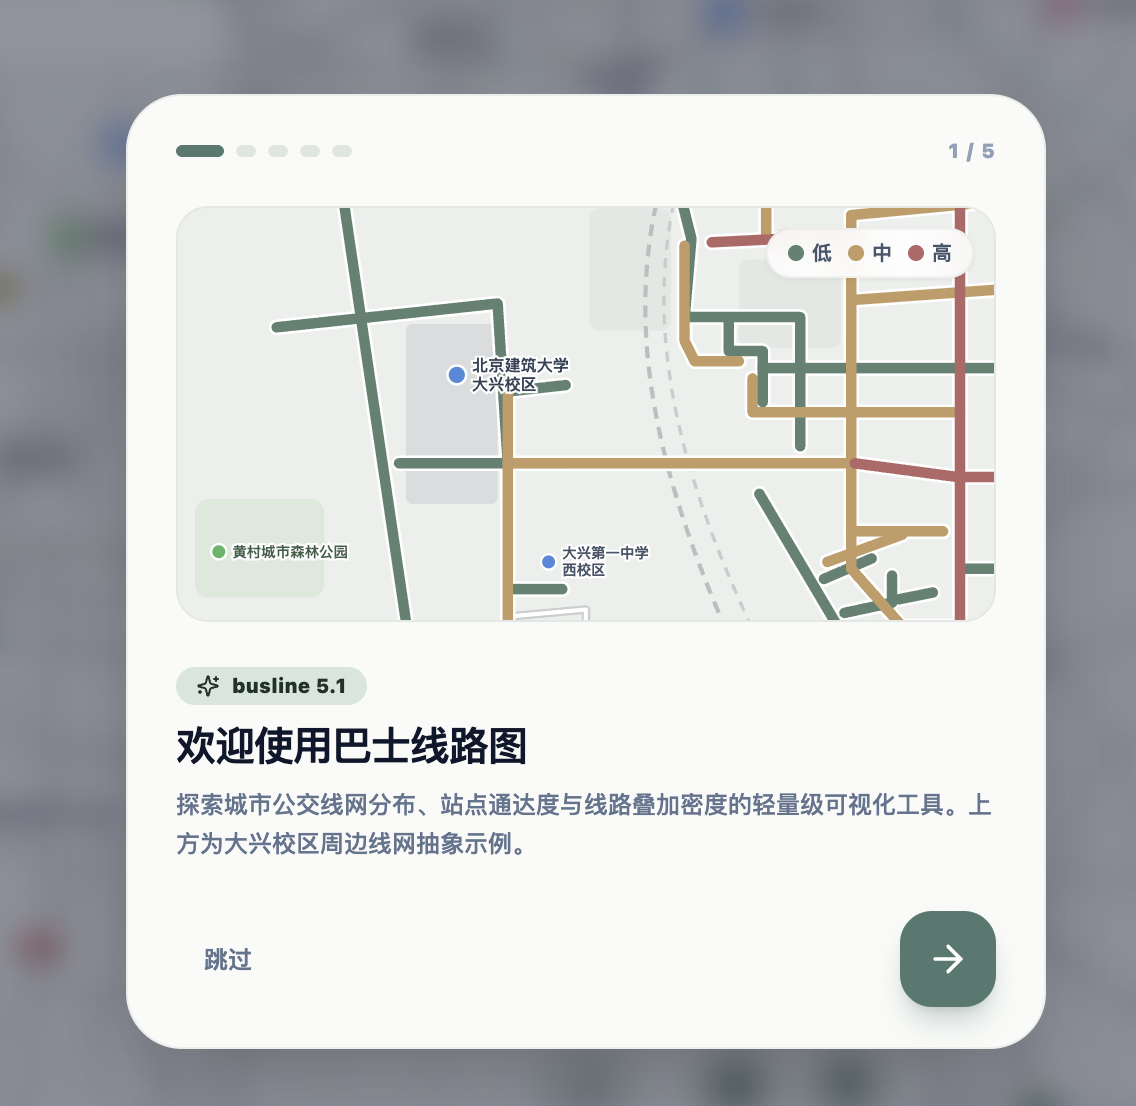 1 / 5
低 中 高
北京建筑大学
大兴校区
黄村城市森林公园
大兴第一中学
西校区
busline 5.1
欢迎使用巴士线路图
探索城市公交线网分布、站点通达度与线路叠加密度的轻量级可视化工具。上
方为大兴校区周边线网抽象示例。
跳过